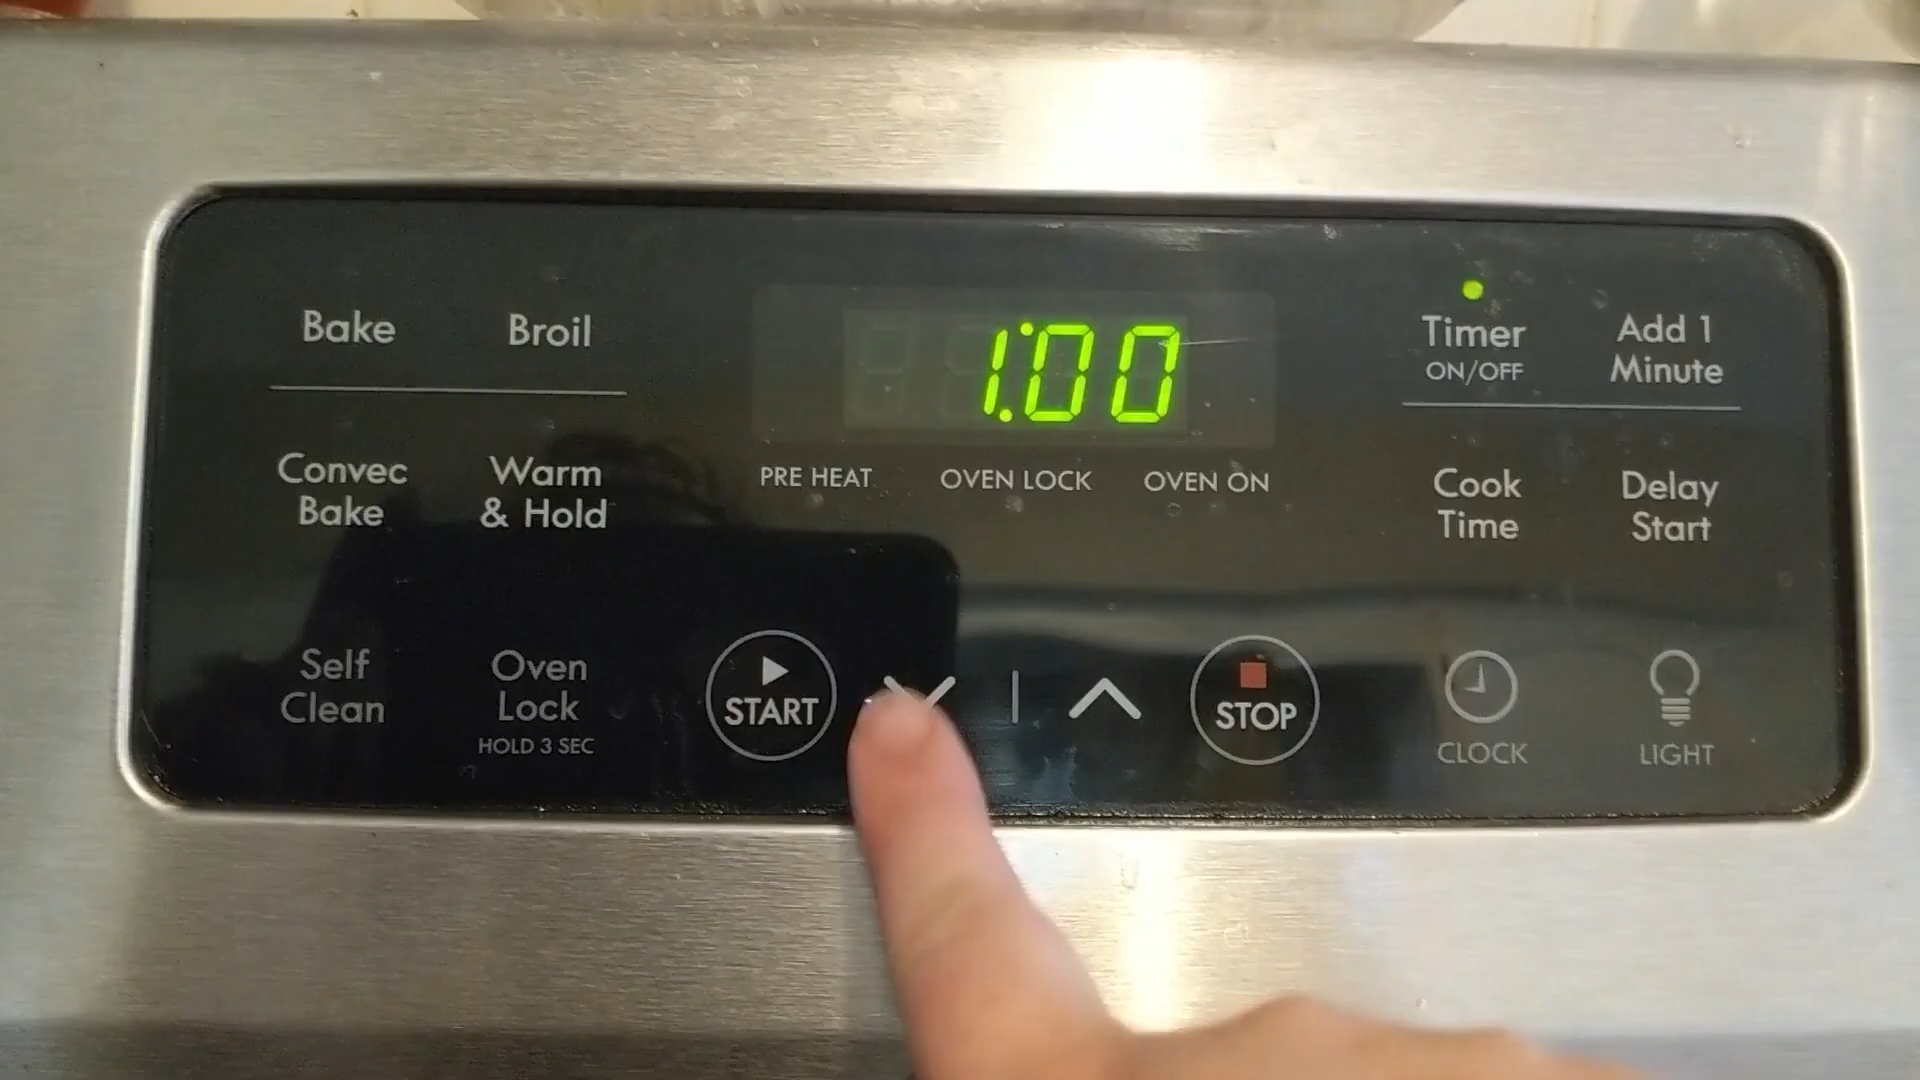 Bake
Broil
1:00
Timer
ON/OFF
Add 1
Minute
Convec
Bake
Warm
& Hold
PRE HEAT
OVEN LOCK
OVEN ON
Cook
Time
Delay
Start
Self
Clean
Oven
Lock
HOLD 3 SEC
START
STOP
CLOCK
LIGHT